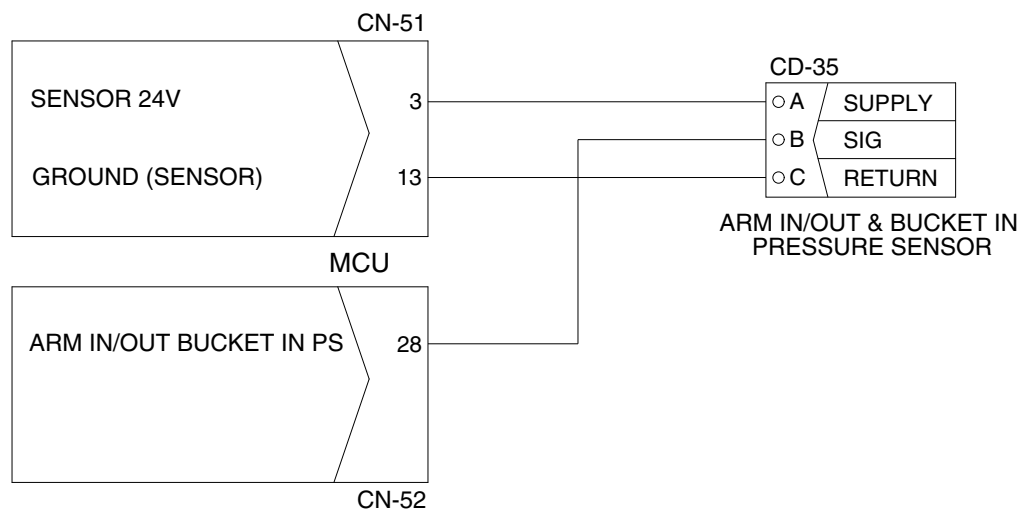 CN-51
SENSOR 24V 3
GROUND (SENSOR) 13
MCU
ARM IN/OUT BUCKET IN PS 28
CN-52
CD-35
A SUPPLY
B SIG
C RETURN
ARM IN/OUT & BUCKET IN
PRESSURE SENSOR